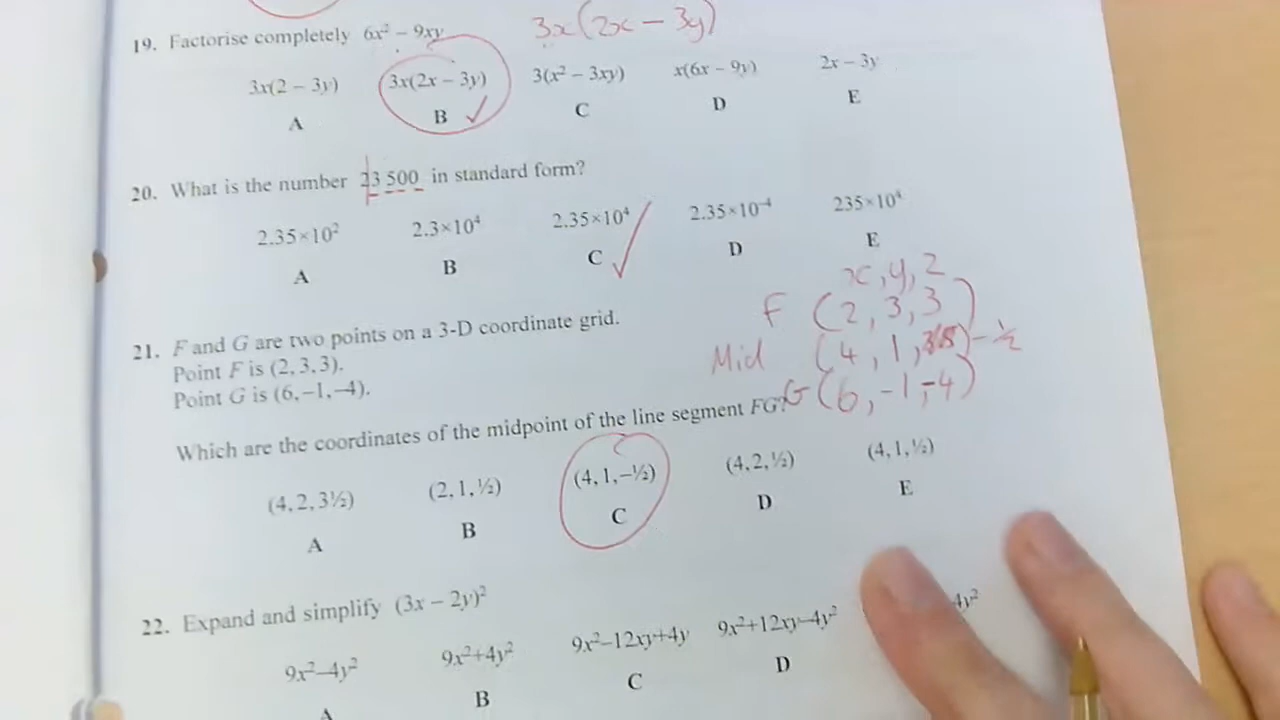 19. Factorise completely 6x² – 9xy
3x(2x – 3y)
3x(2 – 3y) 3x(2x – 3y) 3(x² – 3xy) x(6x – 9y) 2x – 3y
A B ✓ C D E
20. What is the number 23 500 in standard form?
2.35×10² 2.3×10⁴ 2.35×10⁴ 2.35×10⁻⁴ 235×10⁴
A B C ✓ D E
x, y, z
21. F and G are two points on a 3-D coordinate grid.
F (2, 3, 3)
Point F is (2, 3, 3).
Mid (4, 1, ) –½
Point G is (6, –1, –4).
G (6, –1, –4)
Which are the coordinates of the midpoint of the line segment FG?
(4, 2, 3½) (2, 1, ½) (4, 1, –½) (4, 2, ½) (4, 1, ½)
A B C D E
22. Expand and simplify (3x – 2y)²
9x²–4y² 9x²+4y² 9x²–12xy+4y 9x²+12xy–4y² 4y²
A B C D